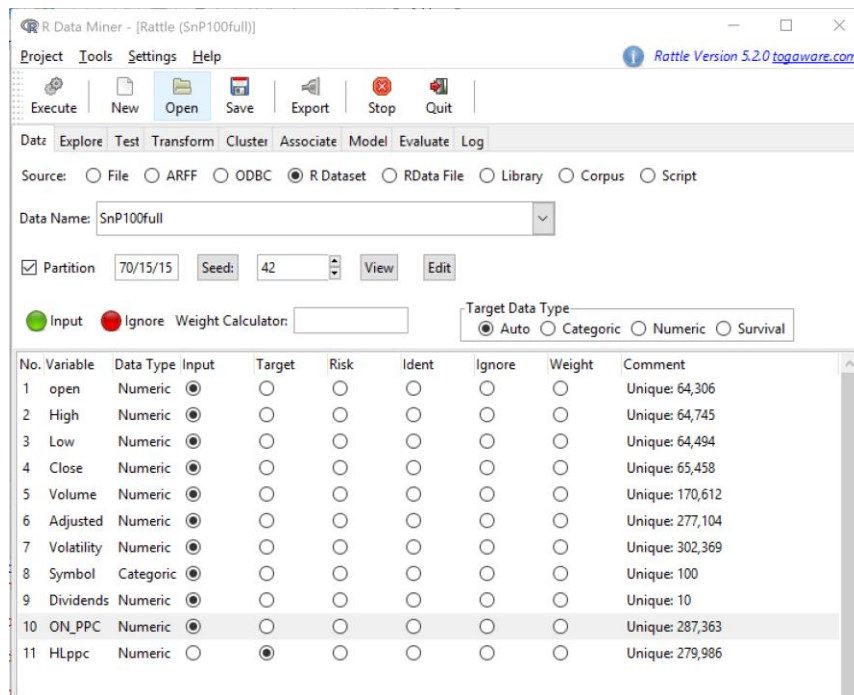 R Data Miner - [Rattle (SnP100full)]
Project Tools Settings Help Rattle Version 5.2.0 togaware.com
Execute New Open Save Export Stop Quit
Data Explore Test Transform Cluster Associate Model Evaluate Log
Source: File ARFF ODBC R Dataset RData File Library Corpus Script
Data Name: SnP100full
Partition 70/15/15 Seed: 42 View Edit
Input Ignore Weight Calculator: Target Data Type
Auto Categoric Numeric Survival
No. Variable Data Type Input Target Risk Ident Ignore Weight Comment
1 open Numeric Unique: 64,306
2 High Numeric Unique: 64,745
3 Low Numeric Unique: 64,494
4 Close Numeric Unique: 65,458
5 Volume Numeric Unique: 170,612
6 Adjusted Numeric Unique: 277,104
7 Volatility Numeric Unique: 302,369
8 Symbol Categoric Unique: 100
9 Dividends Numeric Unique: 10
10 ON_PPC Numeric Unique: 287,363
11 HLppc Numeric Unique: 279,986